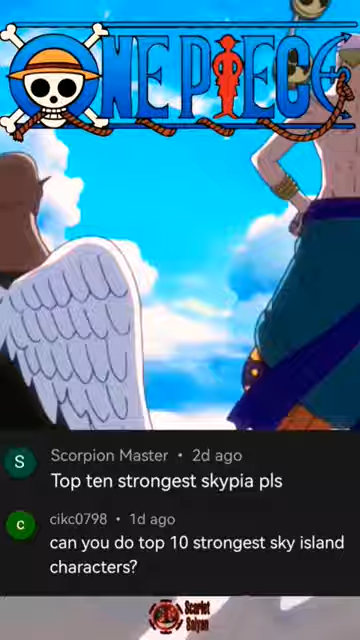 ONE PIECE
S
Scorpion Master • 2d ago
Top ten strongest skypia pls
c
cikc0798 • 1d ago
can you do top 10 strongest sky island
characters?
Scarlet
Saiyan